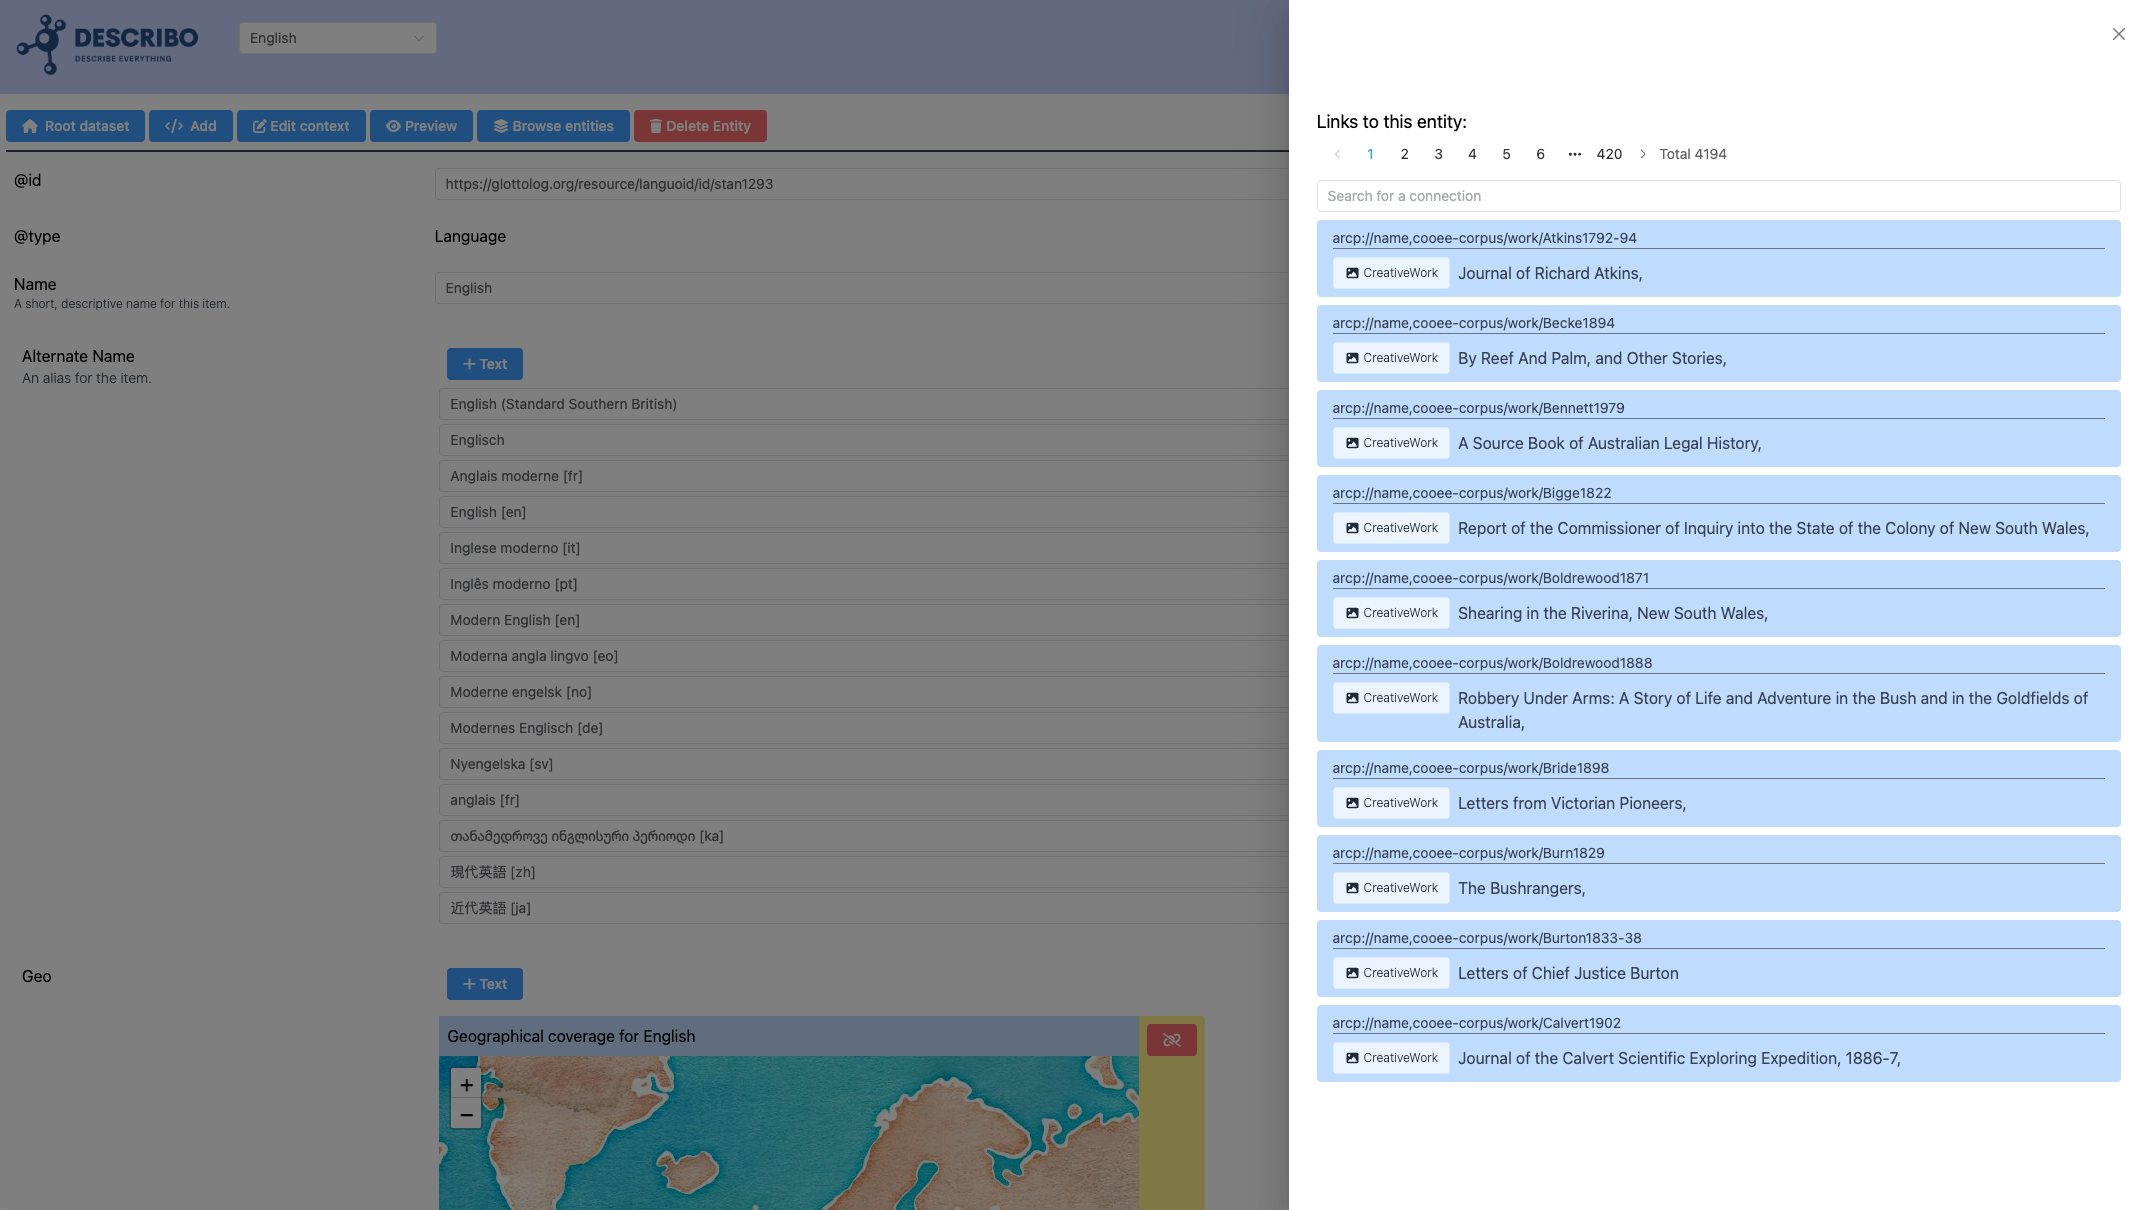 DESCRIBO
DESCRIBE EVERYTHING
English
Root dataset
Add
Edit context
Preview
Browse entities
Delete Entity
@id
https://glottolog.org/resource/languoid/id/stan1293
@type
Language
Name
A short, descriptive name for this item.
English
Alternate Name
An alias for the item.
+ Text
English (Standard Southern British)
Englisch
Anglais moderne [fr]
English [en]
Inglese moderno [it]
Inglês moderno [pt]
Modern English [en]
Moderna angla lingvo [eo]
Moderne engelsk [no]
Modernes Englisch [de]
Nyengelska [sv]
anglais [fr]
თანამედროვე ინგლისური პერიოდი [ka]
現代英語 [zh]
近代英語 [ja]
Geo
+ Text
Geographical coverage for English
+
−
Links to this entity:
1 2 3 4 5 6 ••• 420 Total 4194
Search for a connection
arcp://name,cooee-corpus/work/Atkins1792-94
CreativeWork Journal of Richard Atkins,
arcp://name,cooee-corpus/work/Becke1894
CreativeWork By Reef And Palm, and Other Stories,
arcp://name,cooee-corpus/work/Bennett1979
CreativeWork A Source Book of Australian Legal History,
arcp://name,cooee-corpus/work/Bigge1822
CreativeWork Report of the Commissioner of Inquiry into the State of the Colony of New South Wales,
arcp://name,cooee-corpus/work/Boldrewood1871
CreativeWork Shearing in the Riverina, New South Wales,
arcp://name,cooee-corpus/work/Boldrewood1888
CreativeWork Robbery Under Arms: A Story of Life and Adventure in the Bush and in the Goldfields of
Australia,
arcp://name,cooee-corpus/work/Bride1898
CreativeWork Letters from Victorian Pioneers,
arcp://name,cooee-corpus/work/Burn1829
CreativeWork The Bushrangers,
arcp://name,cooee-corpus/work/Burton1833-38
CreativeWork Letters of Chief Justice Burton
arcp://name,cooee-corpus/work/Calvert1902
CreativeWork Journal of the Calvert Scientific Exploring Expedition, 1886-7,